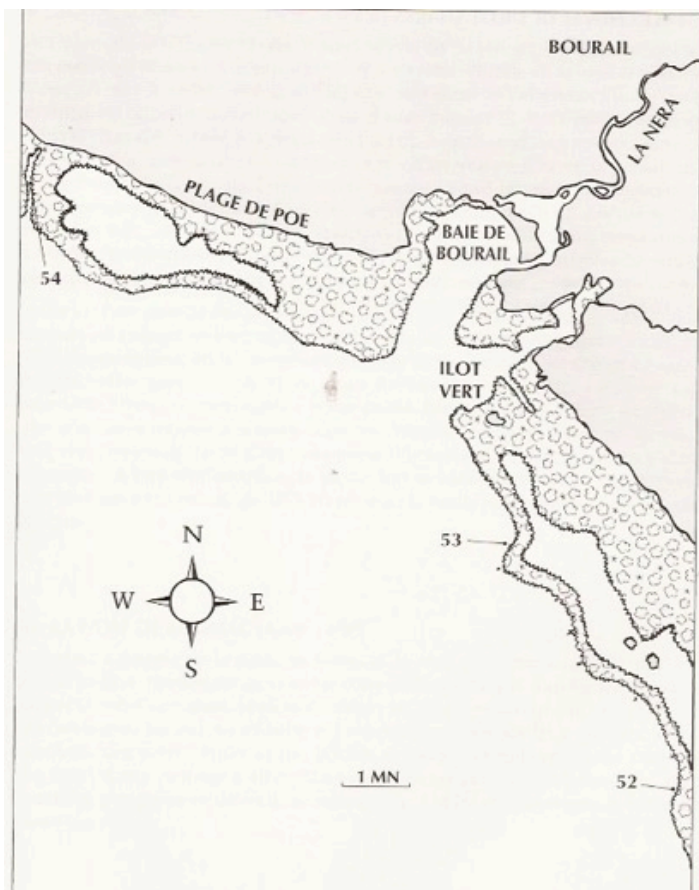 BOURAIL
LA NERA
PLAGE DE POE
BAIE DE
BOURAIL
54
ILOT
VERT
53
N
W
E
S
1 MN
52